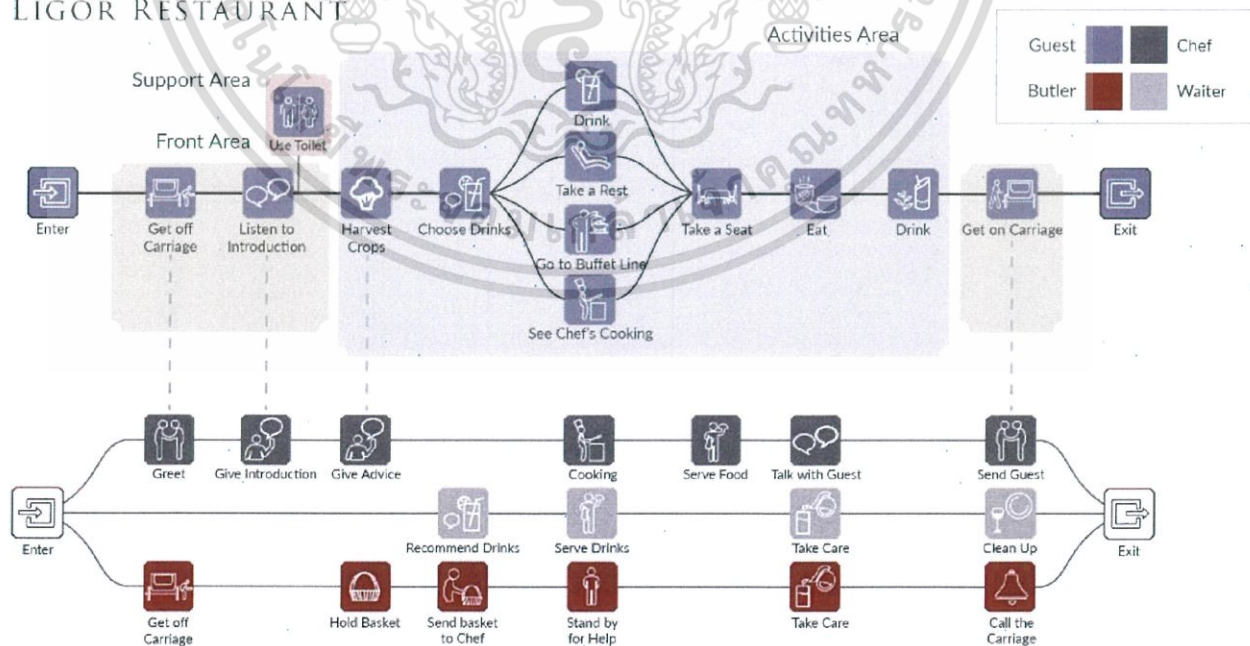 LIGOR RESTAURANT
Activities Area
Guest
Chef
Butler
Waiter
Support Area
Front Area
Use Toilet
Drink
Take a Rest
Go to Buffet Line
See Chef's Cooking
Enter
Get off
Carriage
Listen to
Introduction
Harvest
Crops
Choose Drinks
Take a Seat
Eat
Drink
Get on Carriage
Exit
Greet
Give Introduction
Give Advice
Cooking
Serve Food
Talk with Guest
Send Guest
Enter
Recommend Drinks
Serve Drinks
Take Care
Clean Up
Exit
Get off
Carriage
Hold Basket
Send basket
to Chef
Stand by
for Help
Take Care
Call the
Carriage